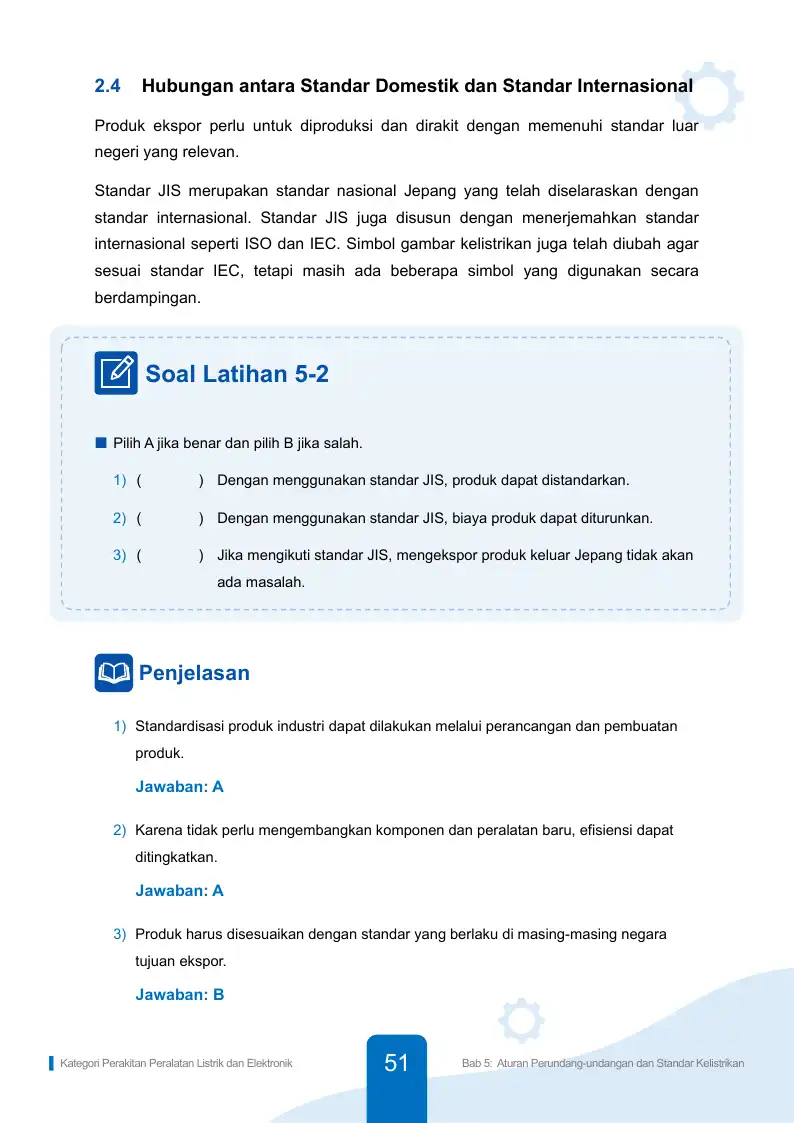 2.4 Hubungan antara Standar Domestik dan Standar Internasional
Produk ekspor perlu untuk diproduksi dan dirakit dengan memenuhi standar luar
negeri yang relevan.
Standar JIS merupakan standar nasional Jepang yang telah diselaraskan dengan
standar internasional. Standar JIS juga disusun dengan menerjemahkan standar
internasional seperti ISO dan IEC. Simbol gambar kelistrikan juga telah diubah agar
sesuai standar IEC, tetapi masih ada beberapa simbol yang digunakan secara
berdampingan.
Soal Latihan 5-2
■ Pilih A jika benar dan pilih B jika salah.
1) ( ) Dengan menggunakan standar JIS, produk dapat distandarkan.
2) ( ) Dengan menggunakan standar JIS, biaya produk dapat diturunkan.
3) ( ) Jika mengikuti standar JIS, mengekspor produk keluar Jepang tidak akan
ada masalah.
Penjelasan
1) Standardisasi produk industri dapat dilakukan melalui perancangan dan pembuatan
produk.
Jawaban: A
2) Karena tidak perlu mengembangkan komponen dan peralatan baru, efisiensi dapat
ditingkatkan.
Jawaban: A
3) Produk harus disesuaikan dengan standar yang berlaku di masing-masing negara
tujuan ekspor.
Jawaban: B
Kategori Perakitan Peralatan Listrik dan Elektronik
51
Bab 5: Aturan Perundang-undangan dan Standar Kelistrikan